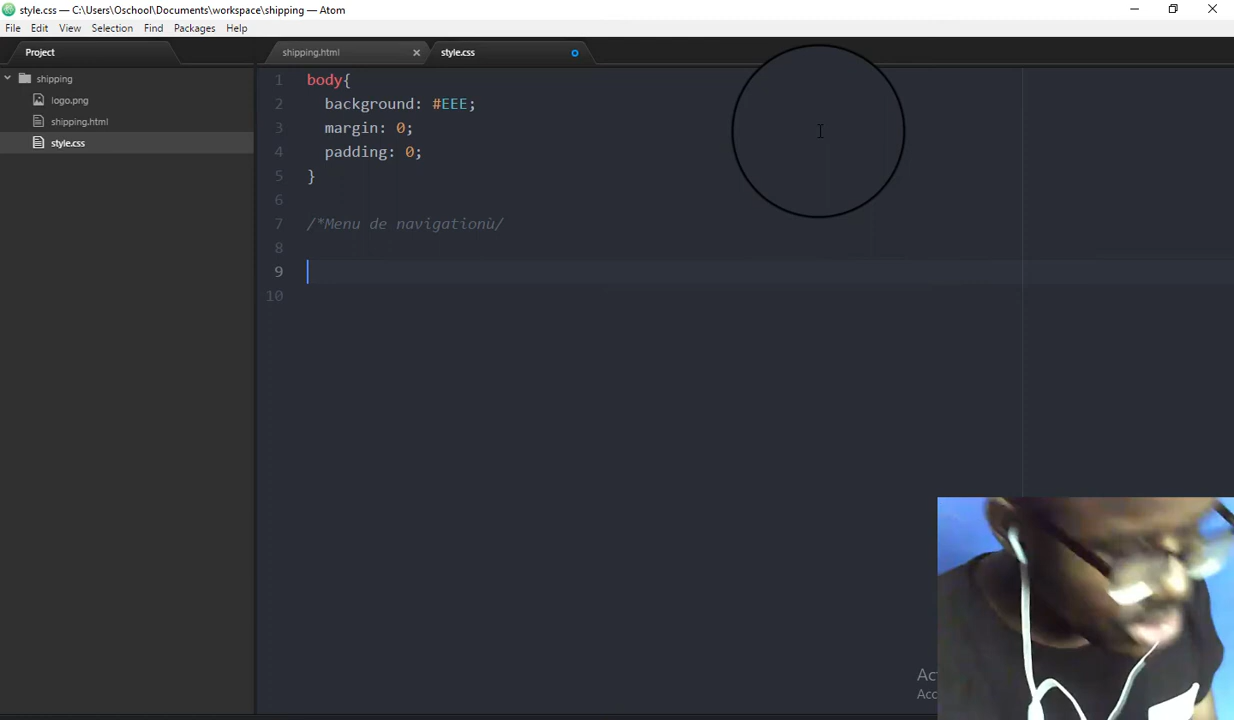 style.css — C:\Users\Oschool\Documents\workspace\shipping — Atom
File Edit View Selection Find Packages Help
Project
shipping.html
style.css
shipping
logo.png
shipping.html
style.css
1 body{
2 background: #EEE;
3 margin: 0;
4 padding: 0;
5 }
6
7 /*Menu de navigationù/
8
9
10